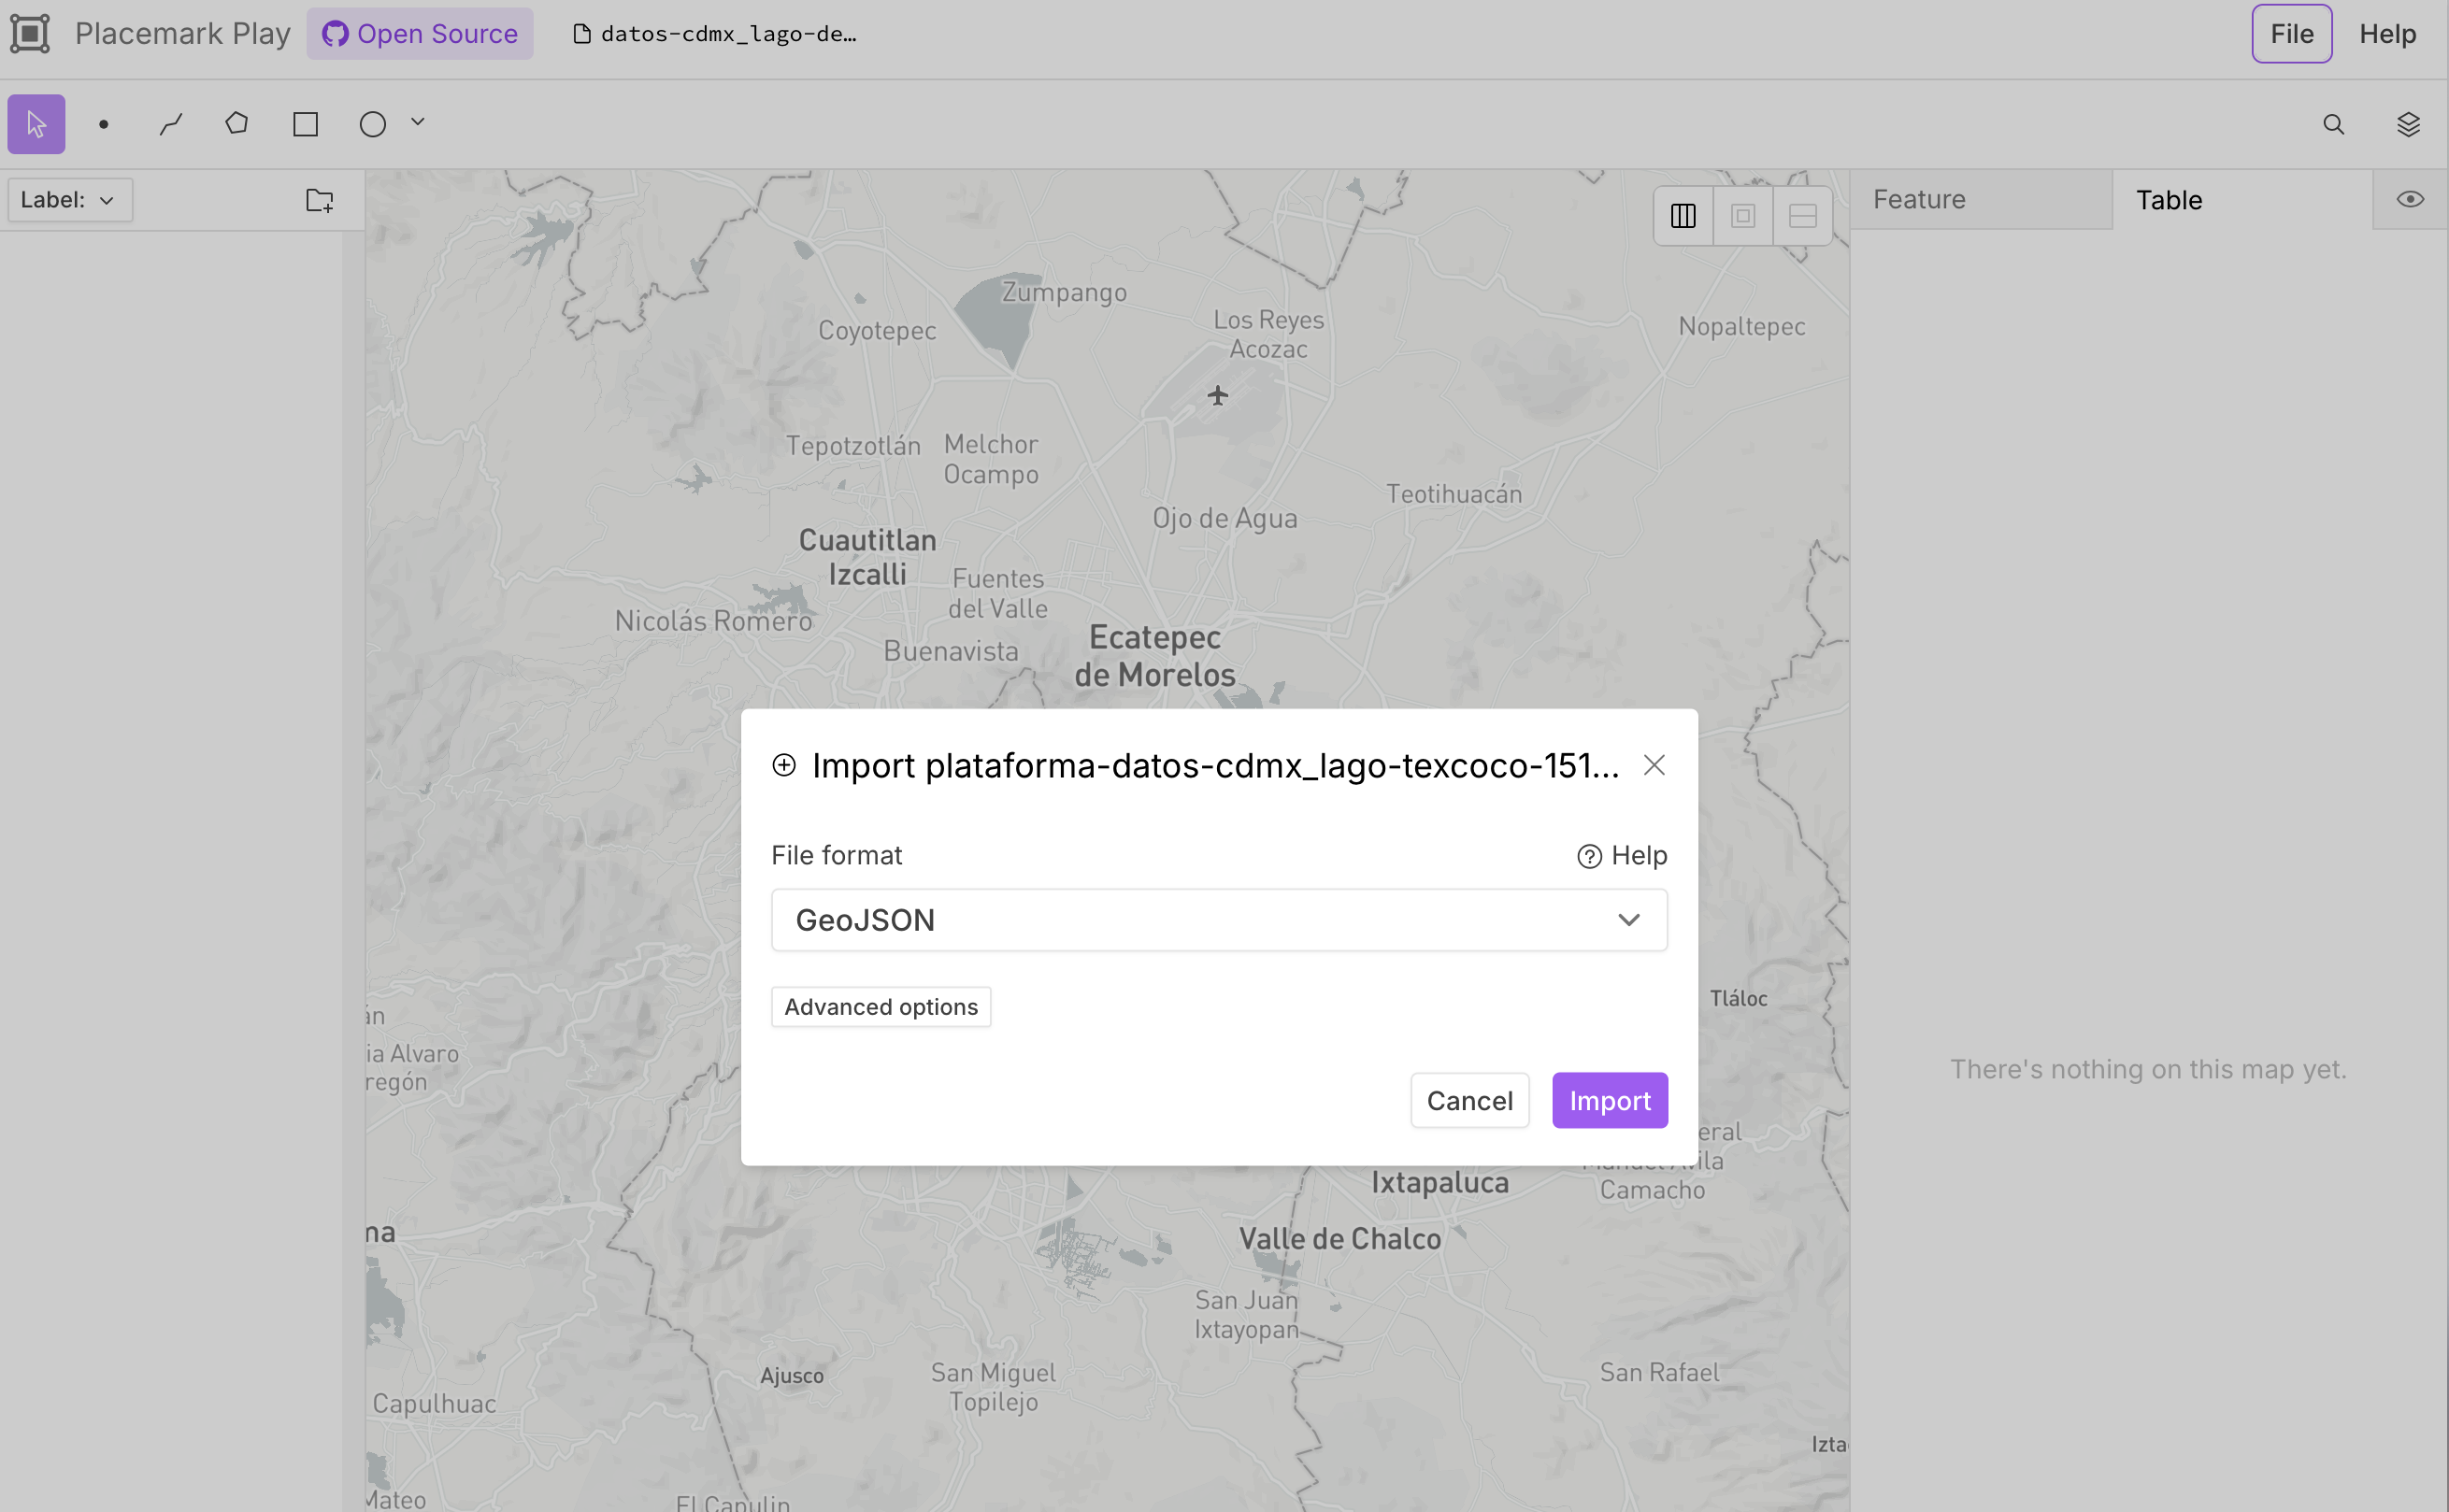 Placemark Play
Open Source
datos-cdmx_lago-de…
File
Help
Label:
Feature
Table
Zumpango
Coyotepec
Los Reyes
Acozac
Nopaltepec
Tepotzotlán
Melchor
Ocampo
Teotihuacán
Ojo de Agua
Cuautitlan
Izcalli
Fuentes
del Valle
Nicolás Romero
Buenavista
Ecatepec
de Morelos
Import plataforma-datos-cdmx_lago-texcoco-151…
File format
Help
GeoJSON
Advanced options
Cancel
Import
Tláloc
án
ia Alvaro
regón
There's nothing on this map yet.
eral
Manuel Ávila
Camacho
Ixtapaluca
na
Valle de Chalco
San Juan
Ixtayopan
Ajusco
San Miguel
Topilejo
San Rafael
Capulhuac
Izta
Mateo
El Capulin